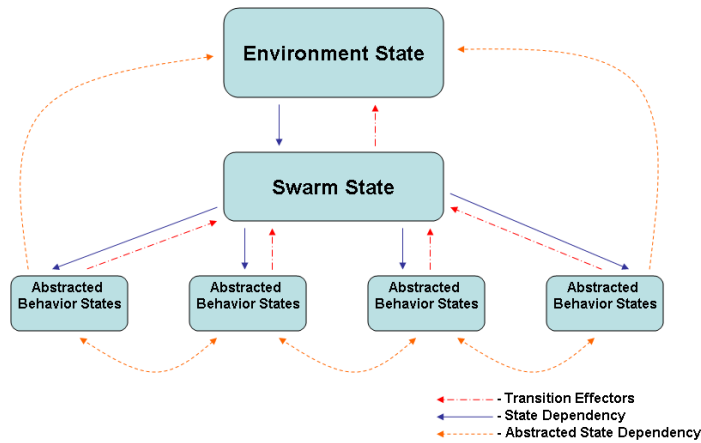 Environment State
Swarm State
Abstracted
Behavior States
Abstracted
Behavior States
Abstracted
Behavior States
Abstracted
Behavior States
- Transition Effectors
- State Dependency
- Abstracted State Dependency